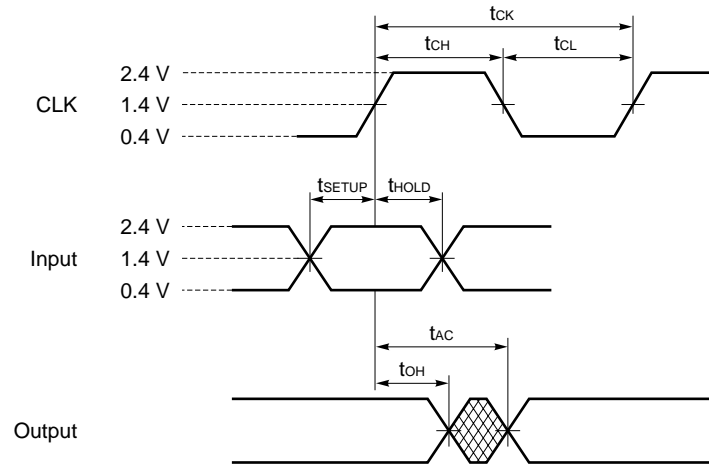 tCK
tCH tCL
2.4 V
CLK 1.4 V
0.4 V
tSETUP tHOLD
2.4 V
Input 1.4 V
0.4 V
tAC
tOH
Output